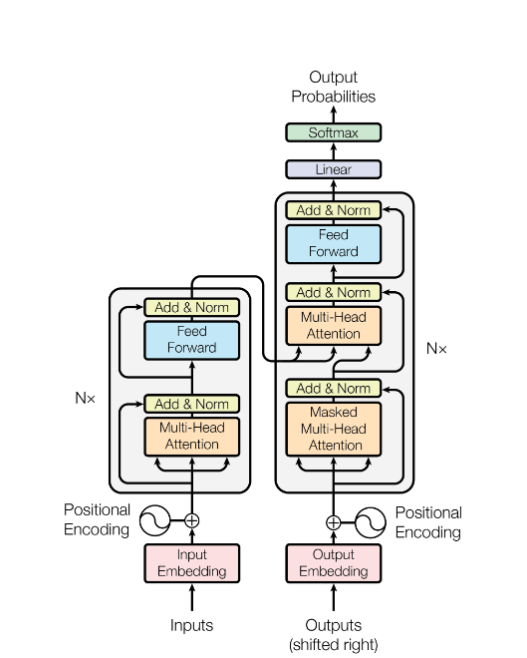 Output
Probabilities
Softmax
Linear
Add & Norm
Feed
Forward
Add & Norm
Multi-Head
Attention
Add & Norm
Masked
Multi-Head
Attention
N×
Add & Norm
Feed
Forward
Add & Norm
Multi-Head
Attention
N×
Positional
Encoding
Positional
Encoding
Input
Embedding
Output
Embedding
Inputs
Outputs
(shifted right)